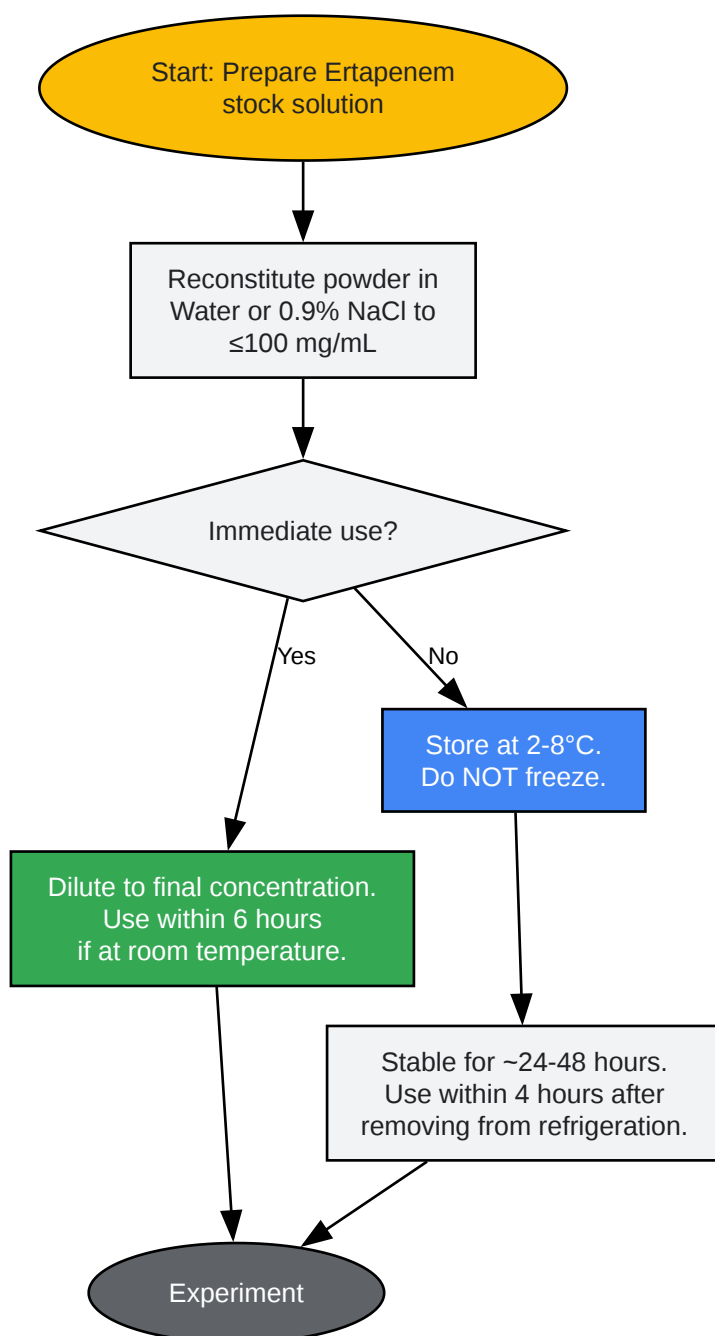 Start: Prepare Ertapenem
stock solution
Reconstitute powder in
Water or 0.9% NaCl to
≤100 mg/mL
Immediate use?
Yes
No
Store at 2-8°C.
Do NOT freeze.
Dilute to final concentration.
Use within 6 hours
if at room temperature.
Stable for ~24-48 hours.
Use within 4 hours after
removing from refrigeration.
Experiment